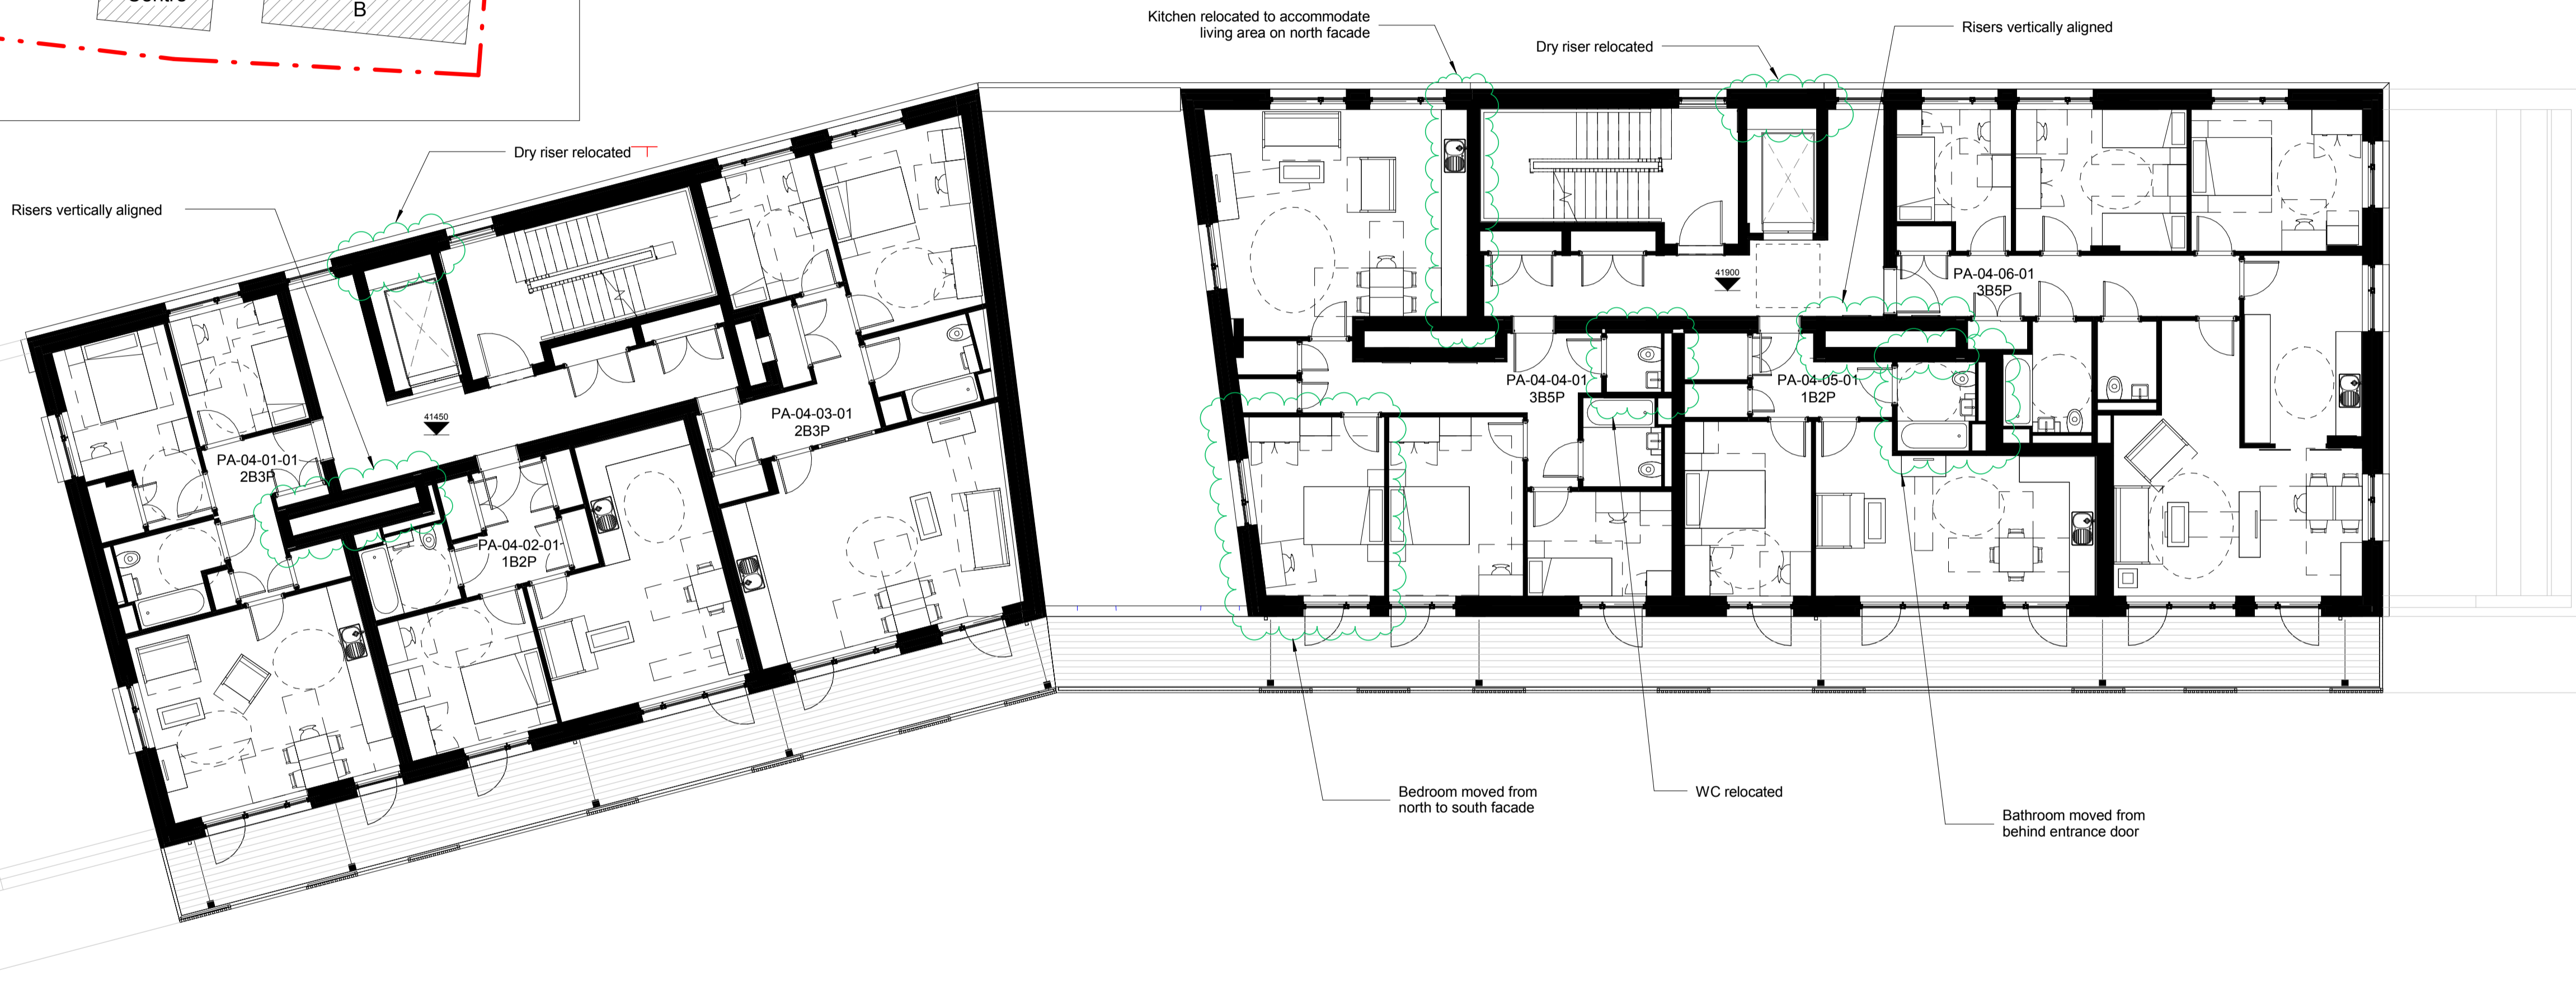 B
Kitchen relocated to accommodate
living area on north facade
Dry riser relocated
Risers vertically aligned
Dry riser relocated
Risers vertically aligned
41900
PA-04-06-01
3B5P
PA-04-04-01
3B5P
PA-04-05-01
1B2P
PA-04-03-01
2B3P
41450
PA-04-01-01
2B3P
PA-04-02-01
1B2P
Bedroom moved from
north to south facade
WC relocated
Bathroom moved from
behind entrance door